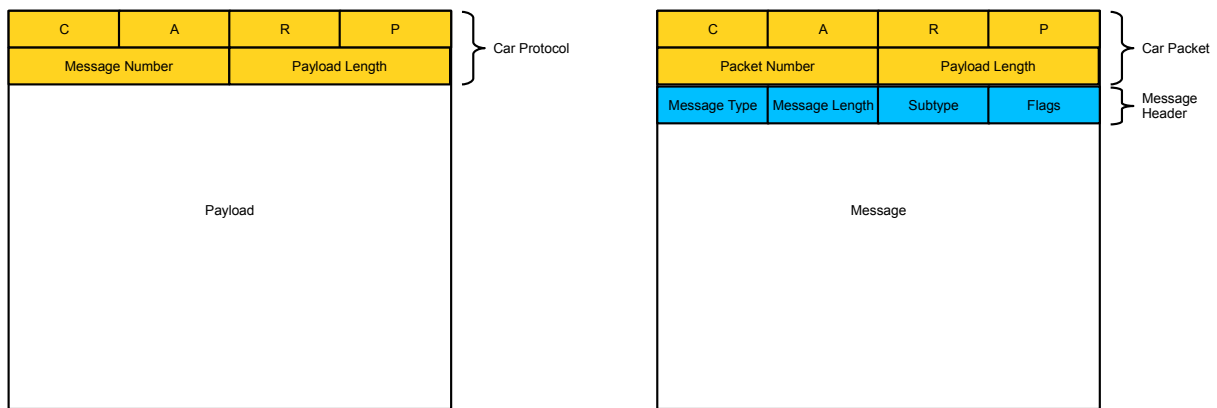 C A R P
Message Number Payload Length
Car Protocol
Payload
C A R P
Packet Number Payload Length
Car Packet
Message Type Message Length Subtype Flags
Message
Header
Message